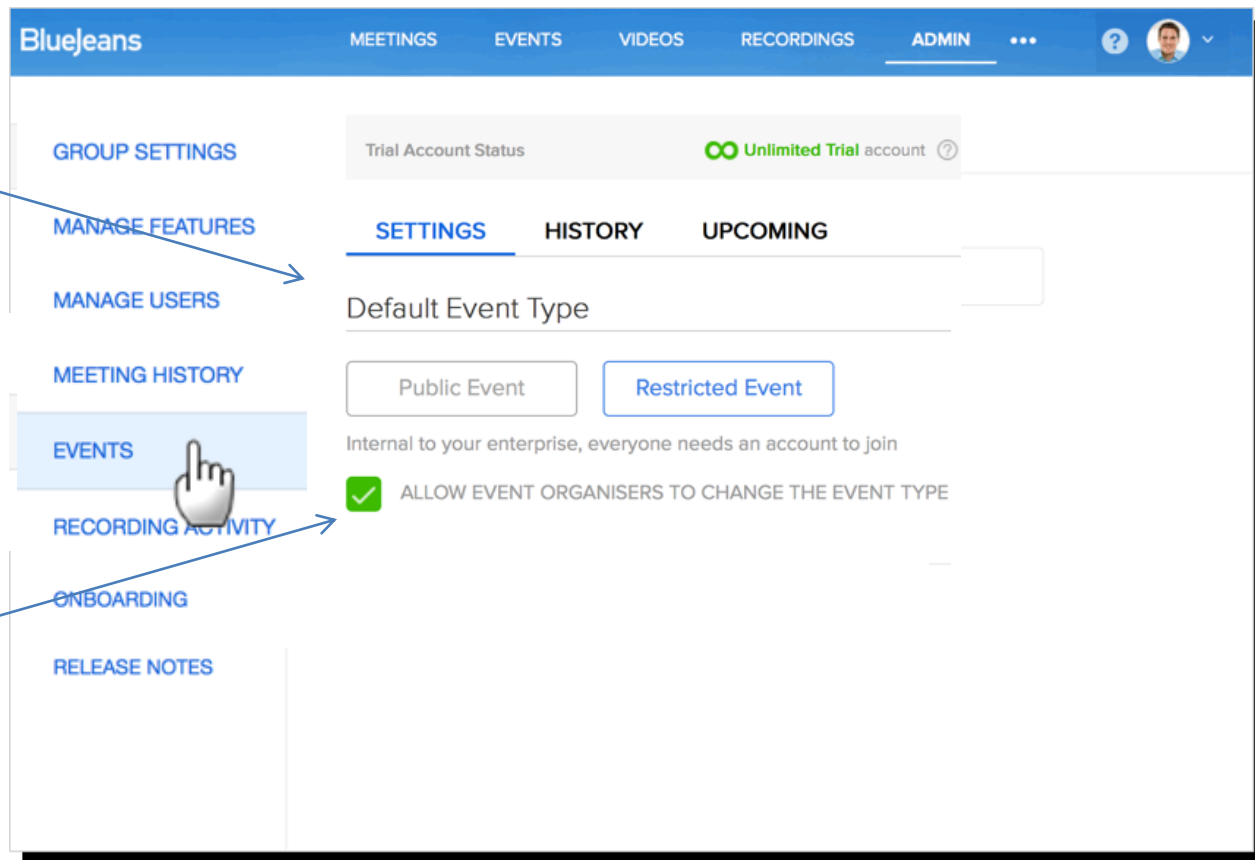 BlueJeans MEETINGS EVENTS VIDEOS RECORDINGS ADMIN ••• ?
GROUP SETTINGS
MANAGE FEATURES
MANAGE USERS
MEETING HISTORY
EVENTS
RECORDING ACTIVITY
ONBOARDING
RELEASE NOTES
Trial Account Status Unlimited Trial account ?
SETTINGS HISTORY UPCOMING
Default Event Type
Public Event Restricted Event
Internal to your enterprise, everyone needs an account to join
ALLOW EVENT ORGANISERS TO CHANGE THE EVENT TYPE